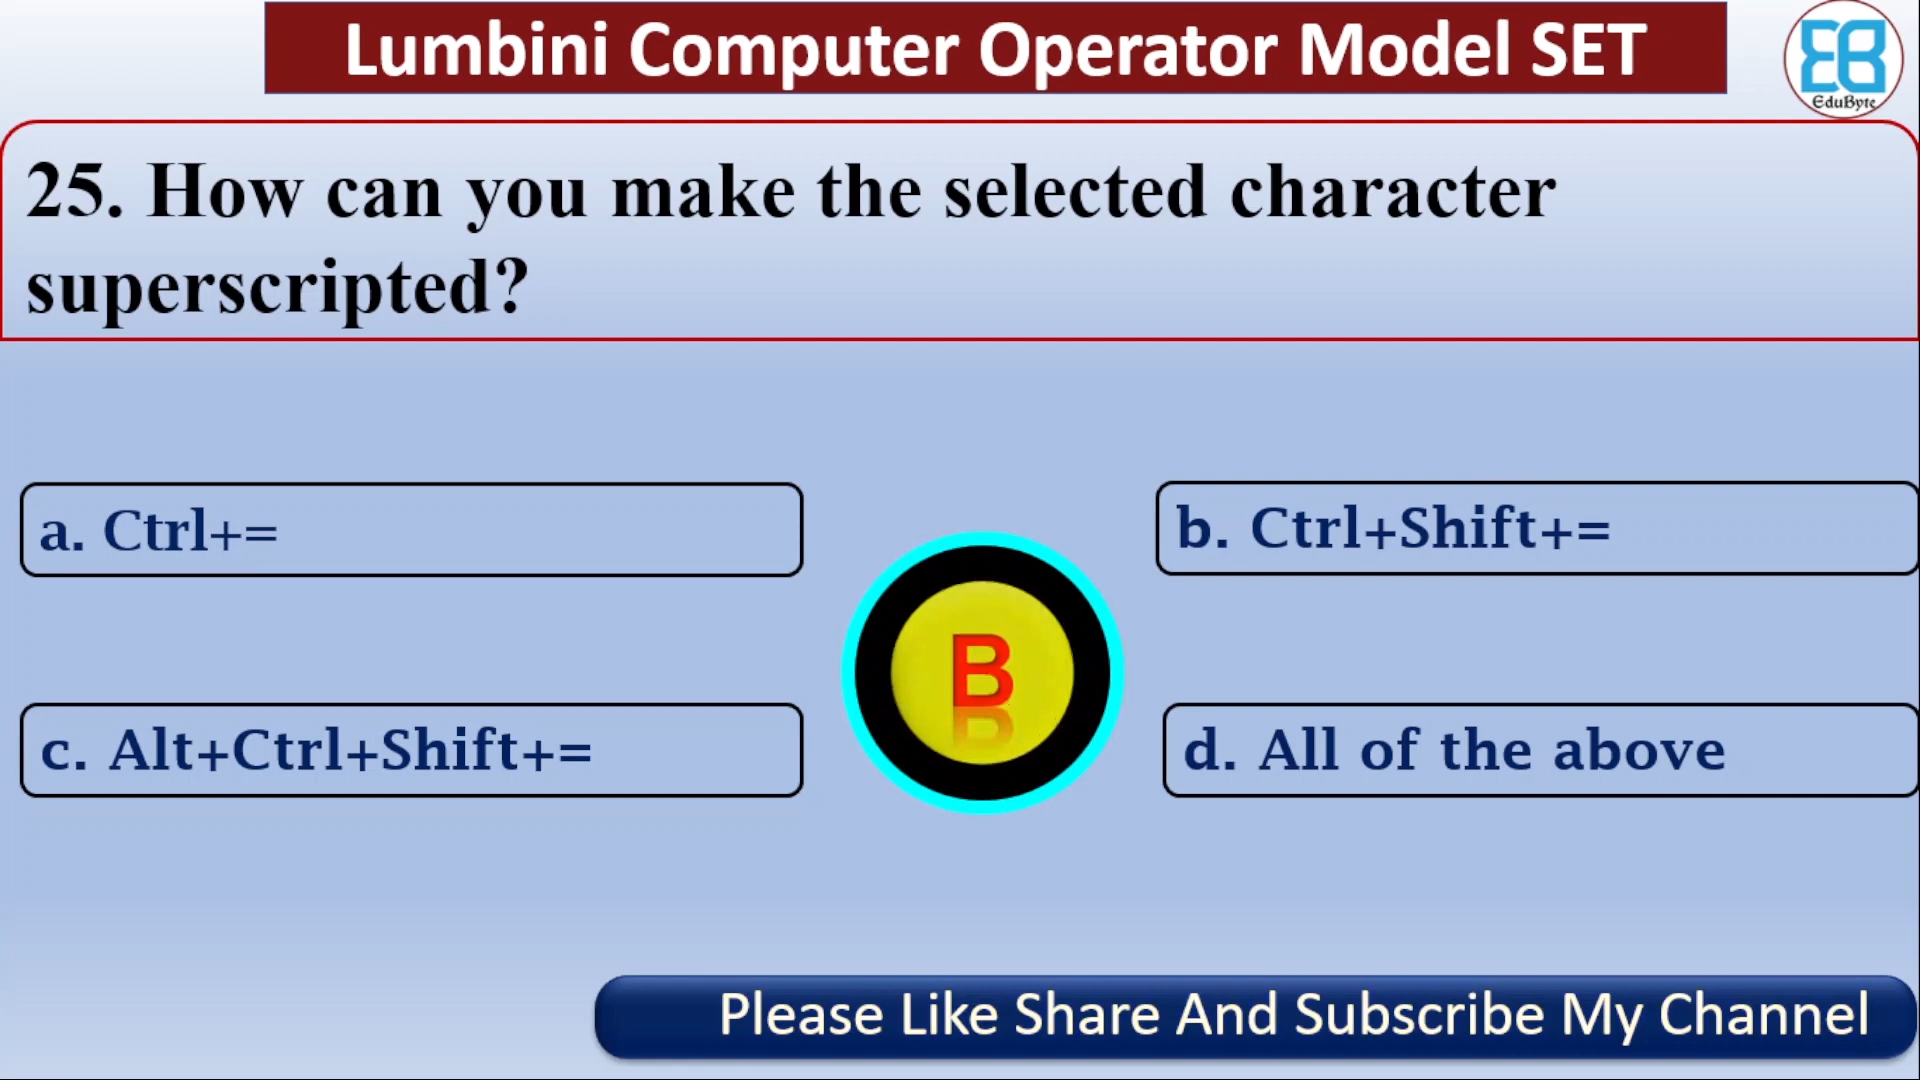 Lumbini Computer Operator Model SET
EduByte
25. How can you make the selected character
superscripted?
a. Ctrl+=
b. Ctrl+Shift+=
B
c. Alt+Ctrl+Shift+=
d. All of the above
Please Like Share And Subscribe My Channel